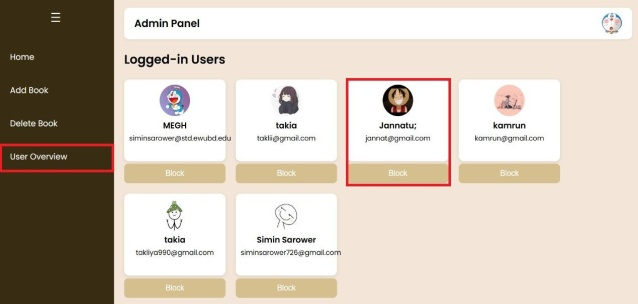 Admin Panel
Home
Add Book
Delete Book
User Overview
Logged-in Users
MEGH
siminsarower@std.ewubd.edu
Block
takia
taklii@gmail.com
Block
Jannatu;
jannat@gmail.com
Block
kamrun
kamrun@gmail.com
Block
takia
takliya990@gmail.com
Block
Simin Sarower
siminsarower726@gmail.com
Block